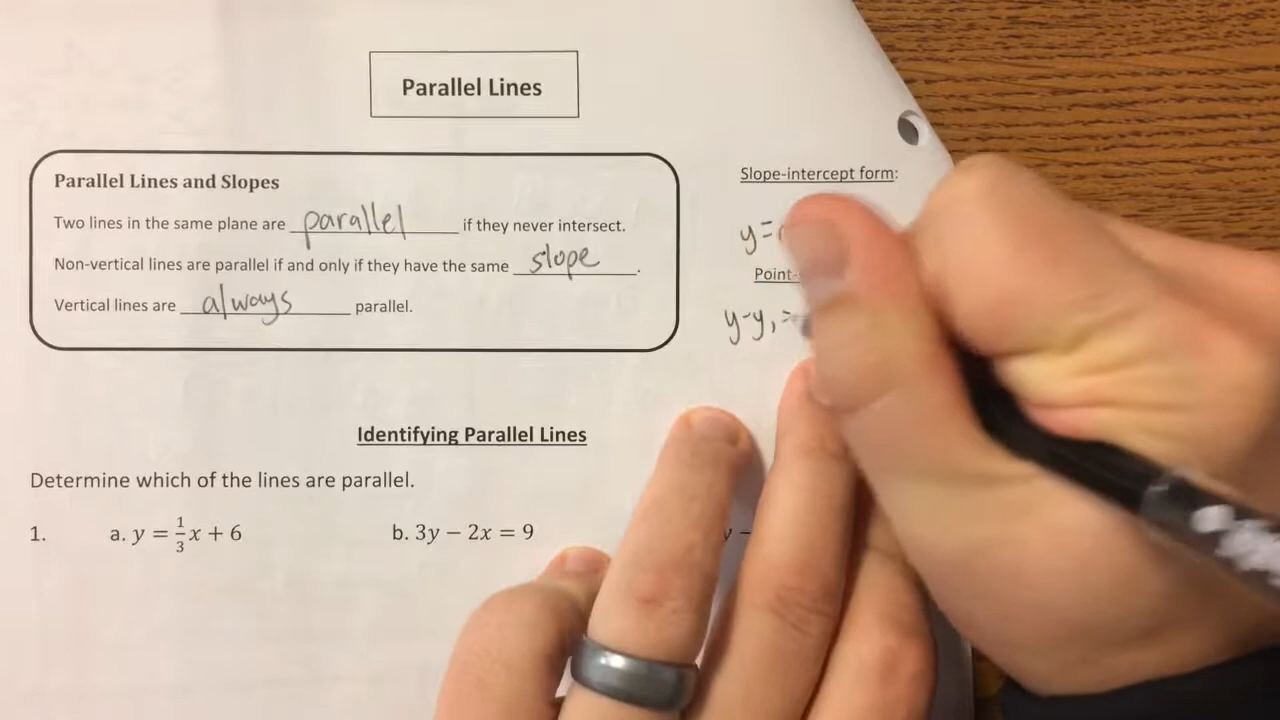 Parallel Lines
Parallel Lines and Slopes
Two lines in the same plane are parallel if they never intersect.
Non-vertical lines are parallel if and only if they have the same slope.
Vertical lines are always parallel.
Slope-intercept form:
y=
Point-
y-y₁=
Identifying Parallel Lines
Determine which of the lines are parallel.
1. a. y = 1/3 x + 6 b. 3y − 2x = 9